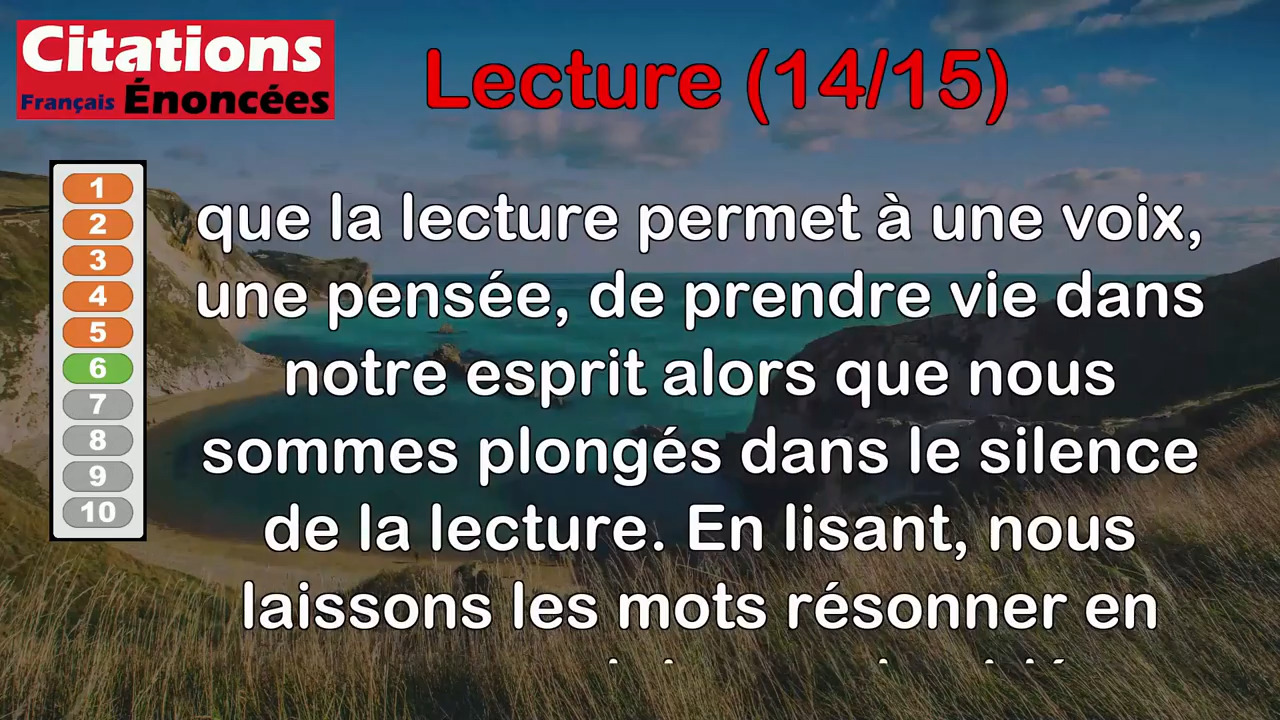 Citations
Français Énoncées
Lecture (14/15)
1
2
3
4
5
6
7
8
9
10
que la lecture permet à une voix,
une pensée, de prendre vie dans
notre esprit alors que nous
sommes plongés dans le silence
de la lecture. En lisant, nous
laissons les mots résonner en